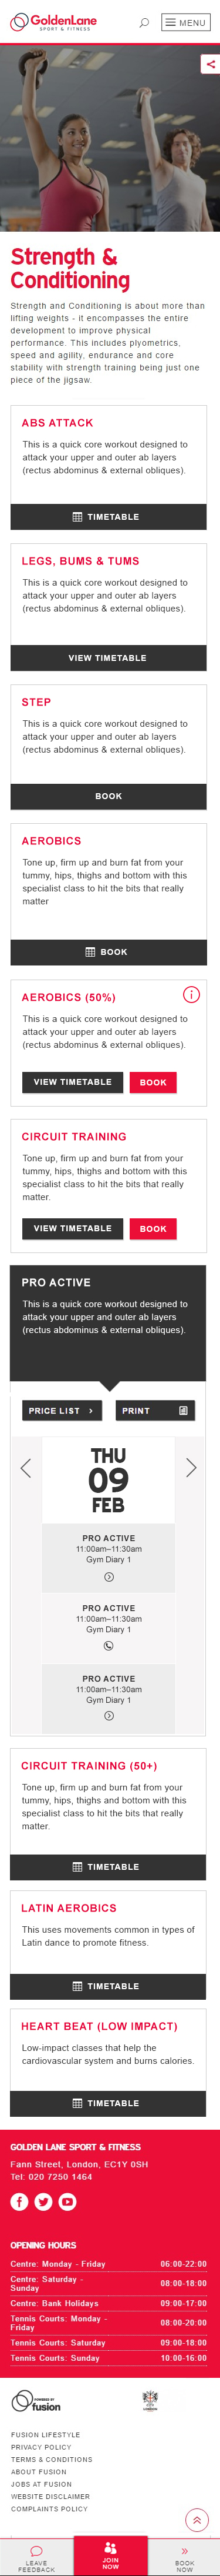 GoldenLane
SPORT & FITNESS
MENU
Strength &
Conditioning
Strength and Conditioning is about more than
lifting weights - it encompasses the entire
development to improve physical
performance. This includes plyometrics,
speed and agility, endurance and core
stability with strength training being just one
piece of the jigsaw.
ABS ATTACK
This is a quick core workout designed to
attack your upper and outer ab layers
(rectus abdominus & external obliques).
TIMETABLE
LEGS, BUMS & TUMS
This is a quick core workout designed to
attack your upper and outer ab layers
(rectus abdominus & external obliques).
VIEW TIMETABLE
STEP
This is a quick core workout designed to
attack your upper and outer ab layers
(rectus abdominus & external obliques).
BOOK
AEROBICS
Tone up, firm up and burn fat from your
tummy, hips, thighs and bottom with this
specialist class to hit the bits that really
matter
BOOK
AEROBICS (50%)
This is a quick core workout designed to
attack your upper and outer ab layers
(rectus abdominus & external obliques).
VIEW TIMETABLE BOOK
CIRCUIT TRAINING
Tone up, firm up and burn fat from your
tummy, hips, thighs and bottom with this
specialist class to hit the bits that really
matter.
VIEW TIMETABLE BOOK
PRO ACTIVE
This is a quick core workout designed to
attack your upper and outer ab layers
(rectus abdominus & external obliques).
PRICE LIST PRINT
THU
09
FEB
PRO ACTIVE
11:00am–11:30am
Gym Diary 1
PRO ACTIVE
11:00am–11:30am
Gym Diary 1
PRO ACTIVE
11:00am–11:30am
Gym Diary 1
CIRCUIT TRAINING (50+)
Tone up, firm up and burn fat from your
tummy, hips, thighs and bottom with this
specialist class to hit the bits that really
matter.
TIMETABLE
LATIN AEROBICS
This uses movements common in types of
Latin dance to promote fitness.
TIMETABLE
HEART BEAT (LOW IMPACT)
Low-impact classes that help the
cardiovascular system and burns calories.
TIMETABLE
GOLDEN LANE SPORT & FITNESS
Fann Street, London, EC1Y 0SH
Tel: 020 7250 1464
OPENING HOURS
Centre: Monday - Friday 06:00-22:00
Centre: Saturday -
Sunday 08:00-18:00
Centre: Bank Holidays 09:00-17:00
Tennis Courts: Monday -
Friday 08:00-20:00
Tennis Courts: Saturday 09:00-18:00
Tennis Courts: Sunday 10:00-16:00
POWERED BY
fusion
FUSION LIFESTYLE
PRIVACY POLICY
TERMS & CONDITIONS
ABOUT FUSION
JOBS AT FUSION
WEBSITE DISCLAIMER
COMPLAINTS POLICY
LEAVE
FEEDBACK
JOIN
NOW
BOOK
NOW